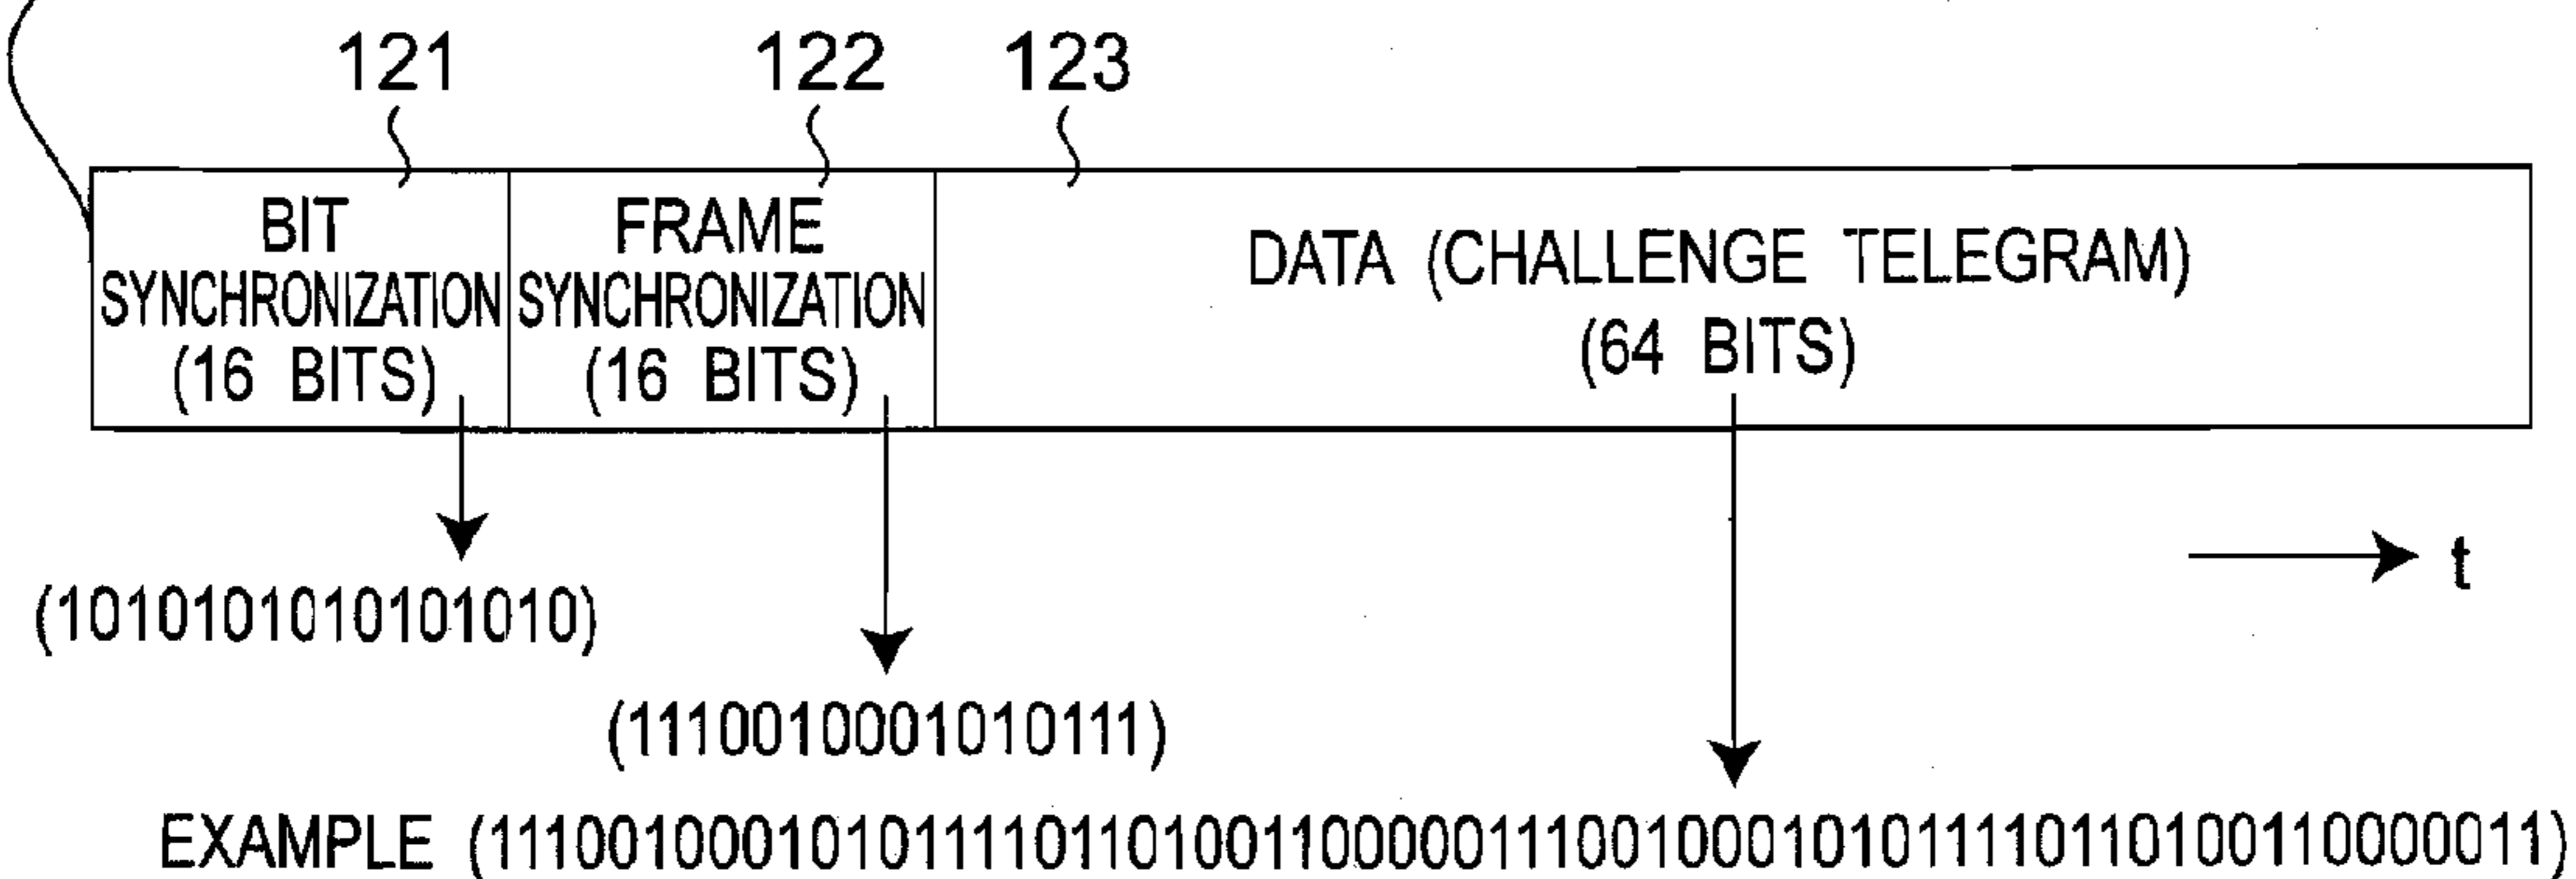 121 122 123
BIT
SYNCHRONIZATION
(16 BITS)
FRAME
SYNCHRONIZATION
(16 BITS)
DATA (CHALLENGE TELEGRAM)
(64 BITS)
t
(1010101010101010)
(1110010001010111)
EXAMPLE (1110010001010111101101001100000111001000101011110110100110000011)